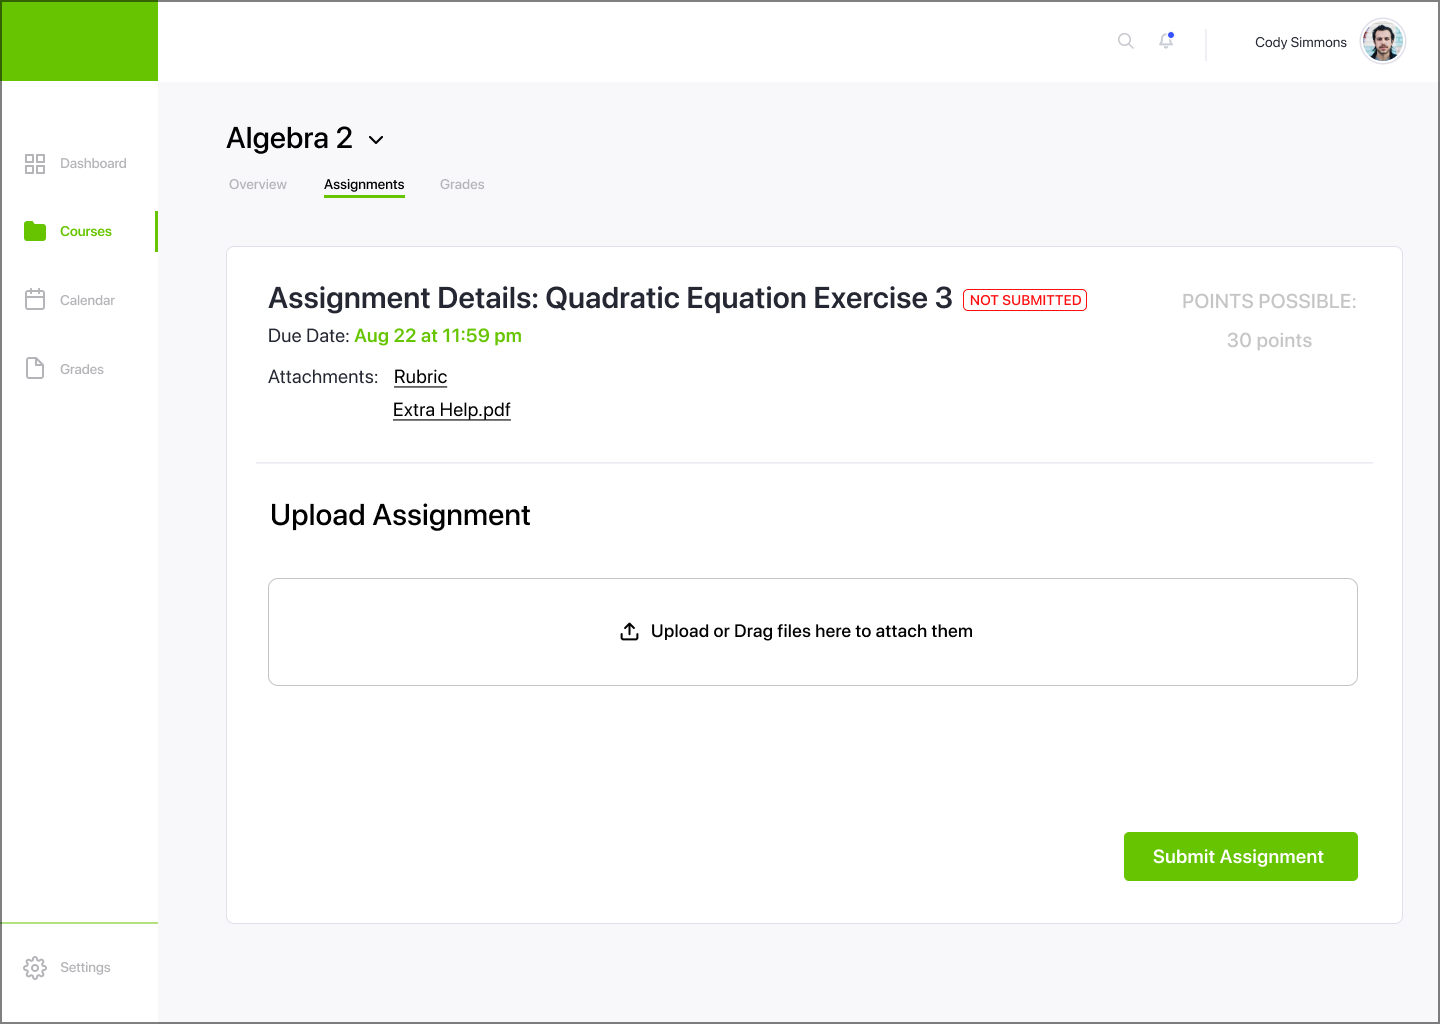 Cody Simmons
Dashboard
Courses
Calendar
Grades
Settings
Algebra 2
Overview Assignments Grades
Assignment Details: Quadratic Equation Exercise 3 NOT SUBMITTED
Due Date: Aug 22 at 11:59 pm
Attachments: Rubric
Extra Help.pdf
POINTS POSSIBLE:
30 points
Upload Assignment
Upload or Drag files here to attach them
Submit Assignment